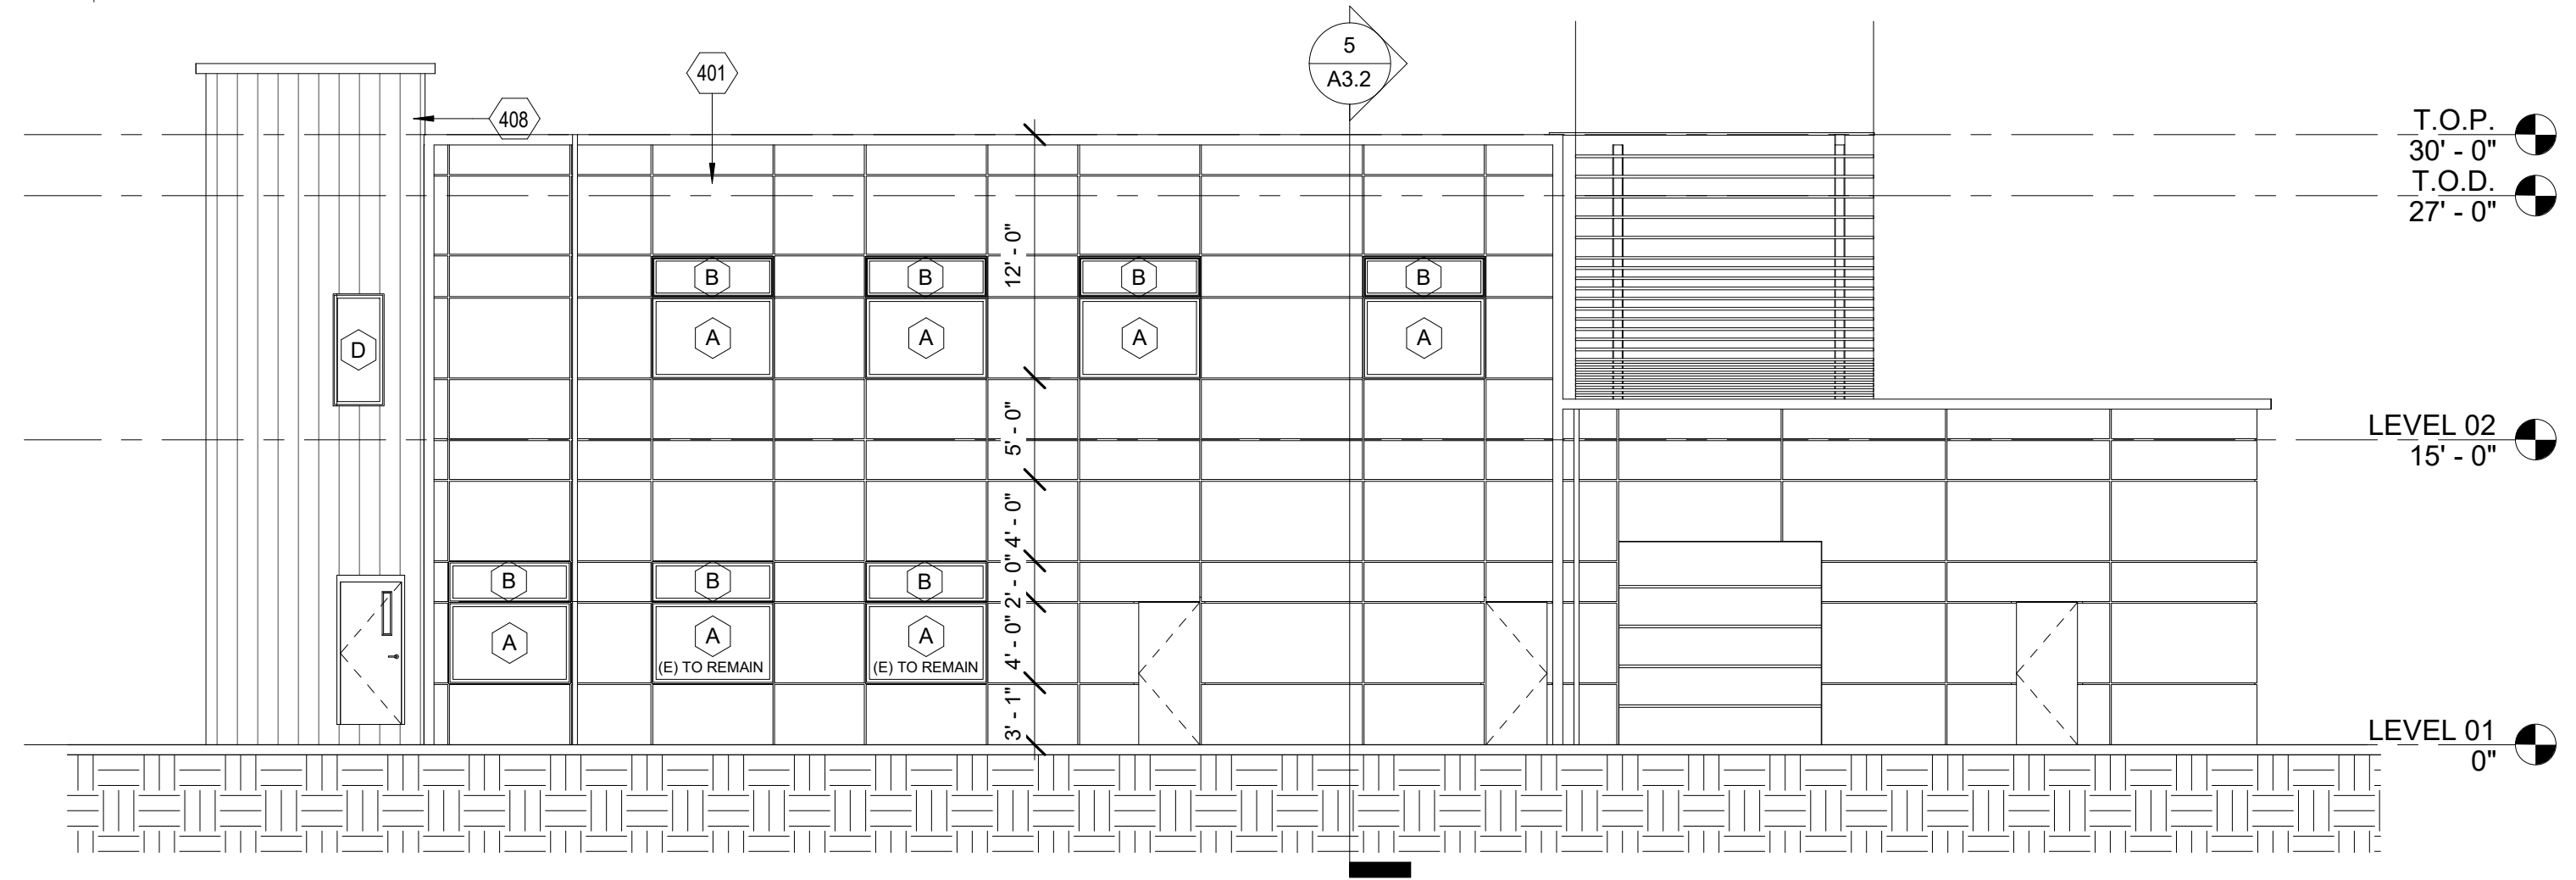 5
A3.2
401
408
T.O.P.
30' - 0"
T.O.D.
27' - 0"
B
B
B
B
12' - 0"
A
A
A
A
D
5' - 0"
LEVEL 02
15' - 0"
4' - 0"
B
B
B
2' - 0"
A
A
(E) TO REMAIN
A
(E) TO REMAIN
4' - 0"
3' - 1"
LEVEL 01
0"